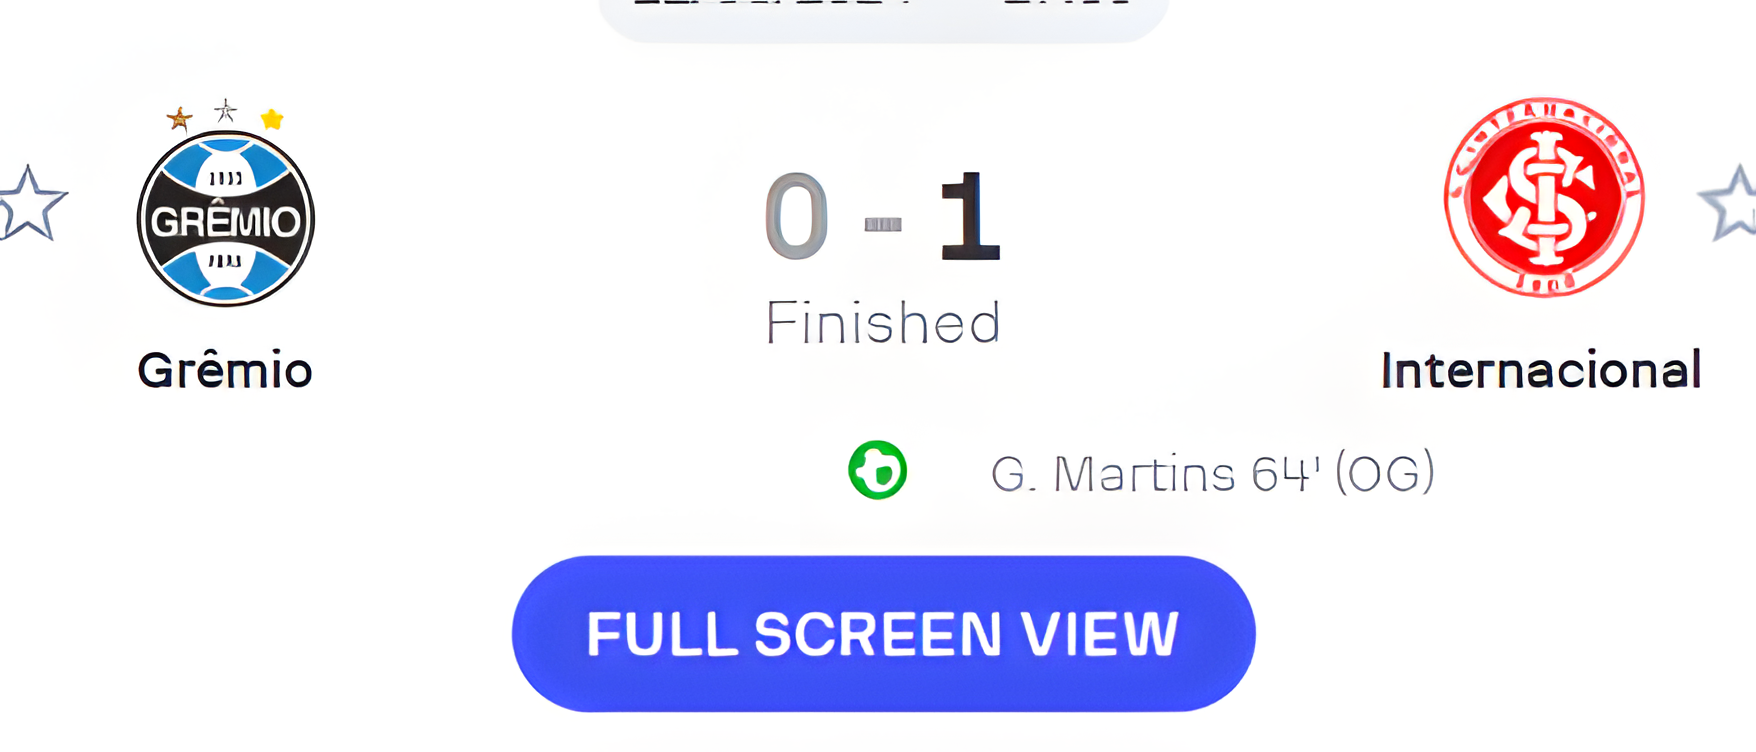 GRÊMIO
0 - 1
Finished
Grêmio
Internacional
G. Martins 64' (OG)
FULL SCREEN VIEW